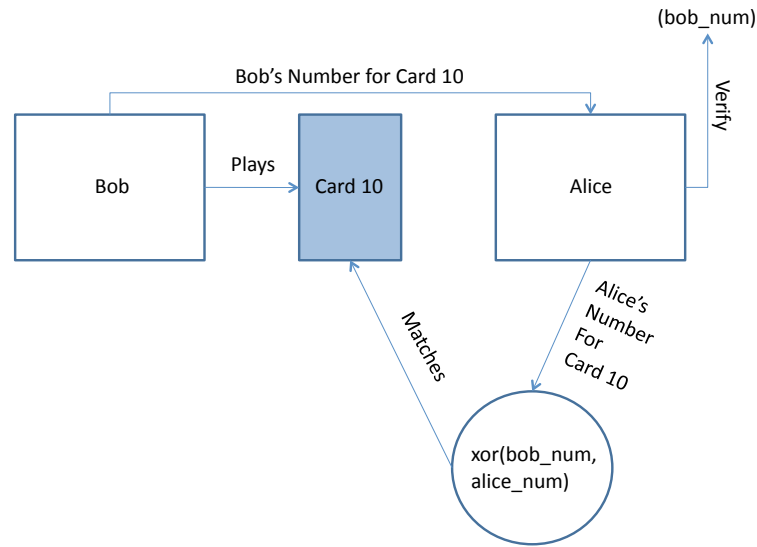 (bob_num)
Bob's Number for Card 10
Verify
Bob
Plays
Card 10
Alice
Alice's
Number
For
Card 10
Matches
xor(bob_num,
alice_num)